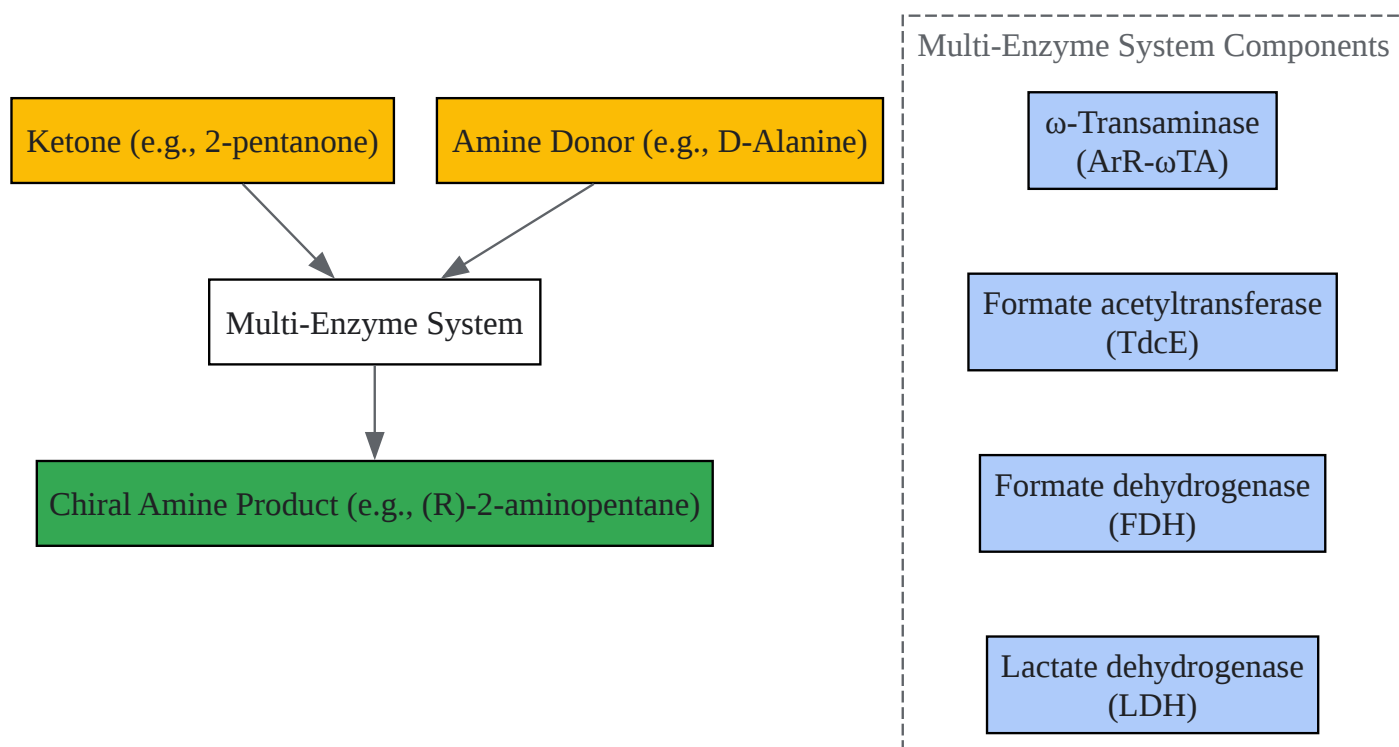 Multi-Enzyme System Components
Ketone (e.g., 2-pentanone)
Amine Donor (e.g., D-Alanine)
ω-Transaminase
(ArR-ωTA)
Multi-Enzyme System
Formate acetyltransferase
(TdcE)
Chiral Amine Product (e.g., (R)-2-aminopentane)
Formate dehydrogenase
(FDH)
Lactate dehydrogenase
(LDH)